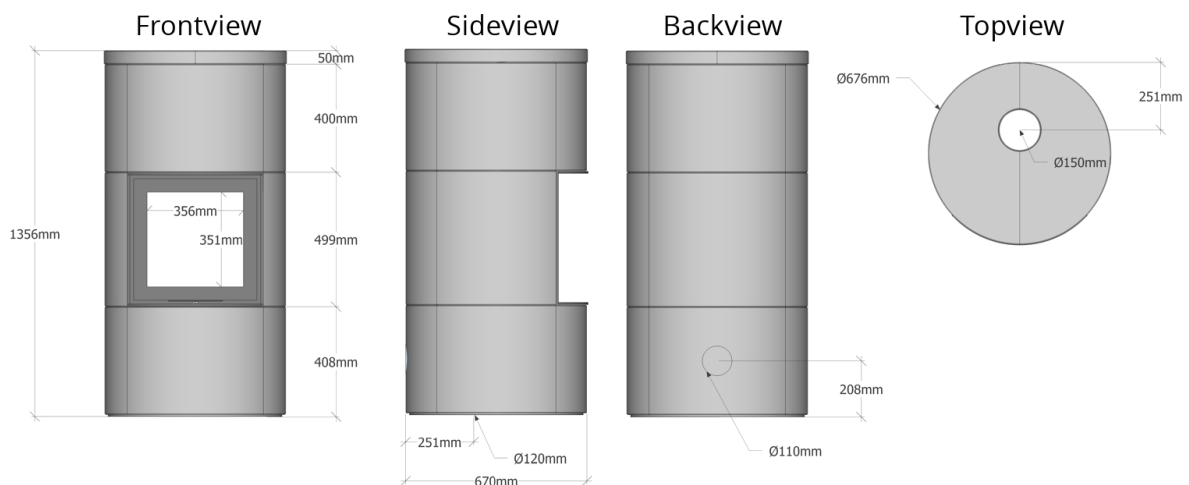 Frontview
Sideview
Backview
Topview
50mm
400mm
356mm
351mm
499mm
1356mm
408mm
251mm
Ø120mm
670mm
208mm
Ø110mm
Ø676mm
251mm
Ø150mm